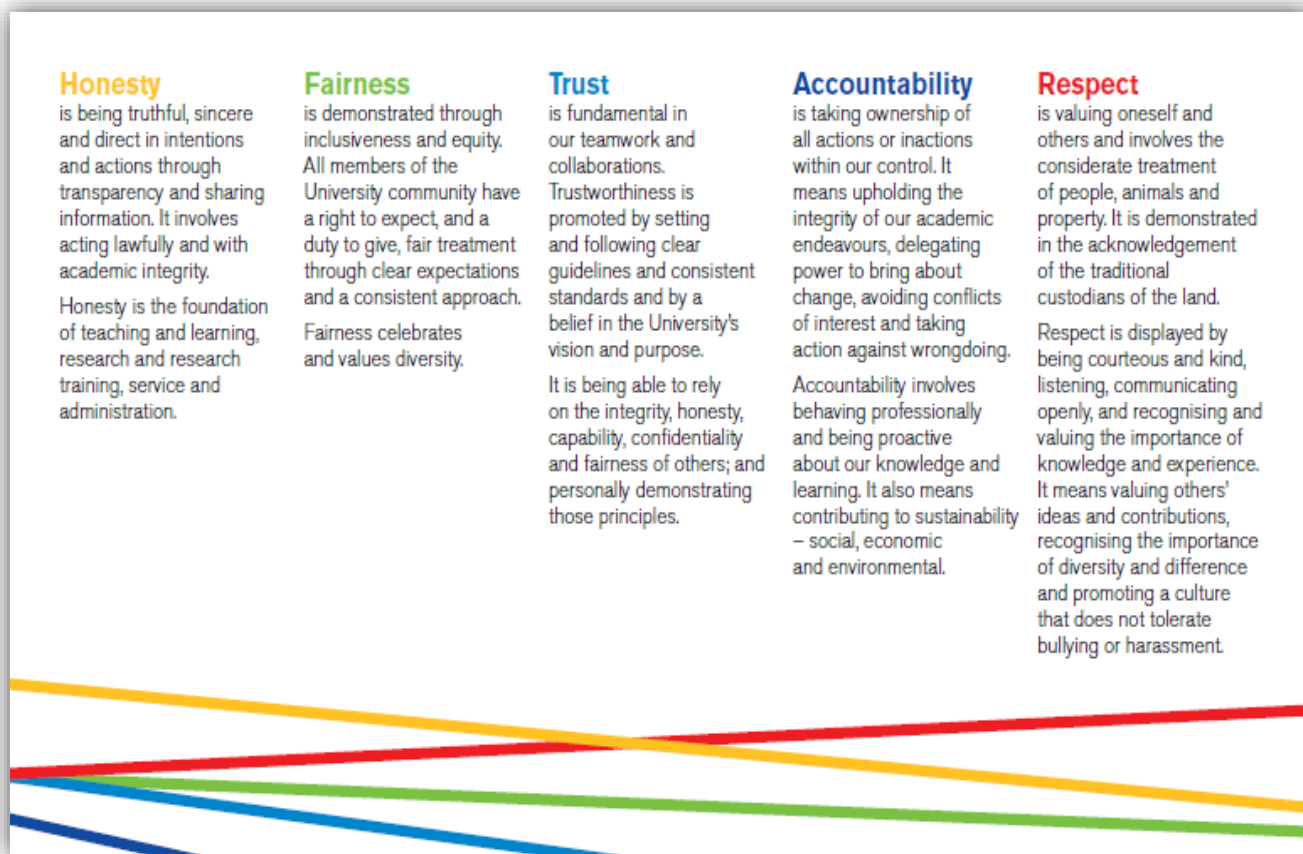 Honesty
is being truthful, sincere
and direct in intentions
and actions through
transparency and sharing
information. It involves
acting lawfully and with
academic integrity.
Honesty is the foundation
of teaching and learning,
research and research
training, service and
administration.
Fairness
is demonstrated through
inclusiveness and equity.
All members of the
University community have
a right to expect, and a
duty to give, fair treatment
through clear expectations
and a consistent approach.
Fairness celebrates
and values diversity.
Trust
is fundamental in
our teamwork and
collaborations.
Trustworthiness is
promoted by setting
and following clear
guidelines and consistent
standards and by a
belief in the University's
vision and purpose.
It is being able to rely
on the integrity, honesty,
capability, confidentiality
and fairness of others; and
personally demonstrating
those principles.
Accountability
is taking ownership of
all actions or inactions
within our control. It
means upholding the
integrity of our academic
endeavours, delegating
power to bring about
change, avoiding conflicts
of interest and taking
action against wrongdoing.
Accountability involves
behaving professionally
and being proactive
about our knowledge and
learning. It also means
contributing to sustainability
– social, economic
and environmental.
Respect
is valuing oneself and
others and involves the
considerate treatment
of people, animals and
property. It is demonstrated
in the acknowledgement
of the traditional
custodians of the land.
Respect is displayed by
being courteous and kind,
listening, communicating
openly, and recognising and
valuing the importance of
knowledge and experience.
It means valuing others'
ideas and contributions,
recognising the importance
of diversity and difference
and promoting a culture
that does not tolerate
bullying or harassment.